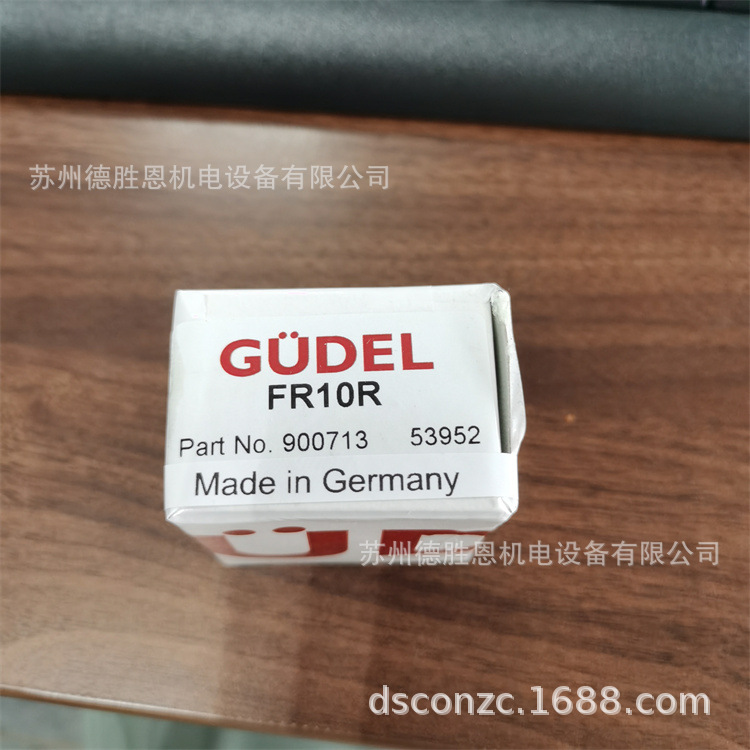 苏州德胜恩机电设备有限公司
GÜDEL
FR10R
Part No. 900713 53952
Made in Germany
苏州德胜恩机电设备有限公司
dsconzc.1688.com